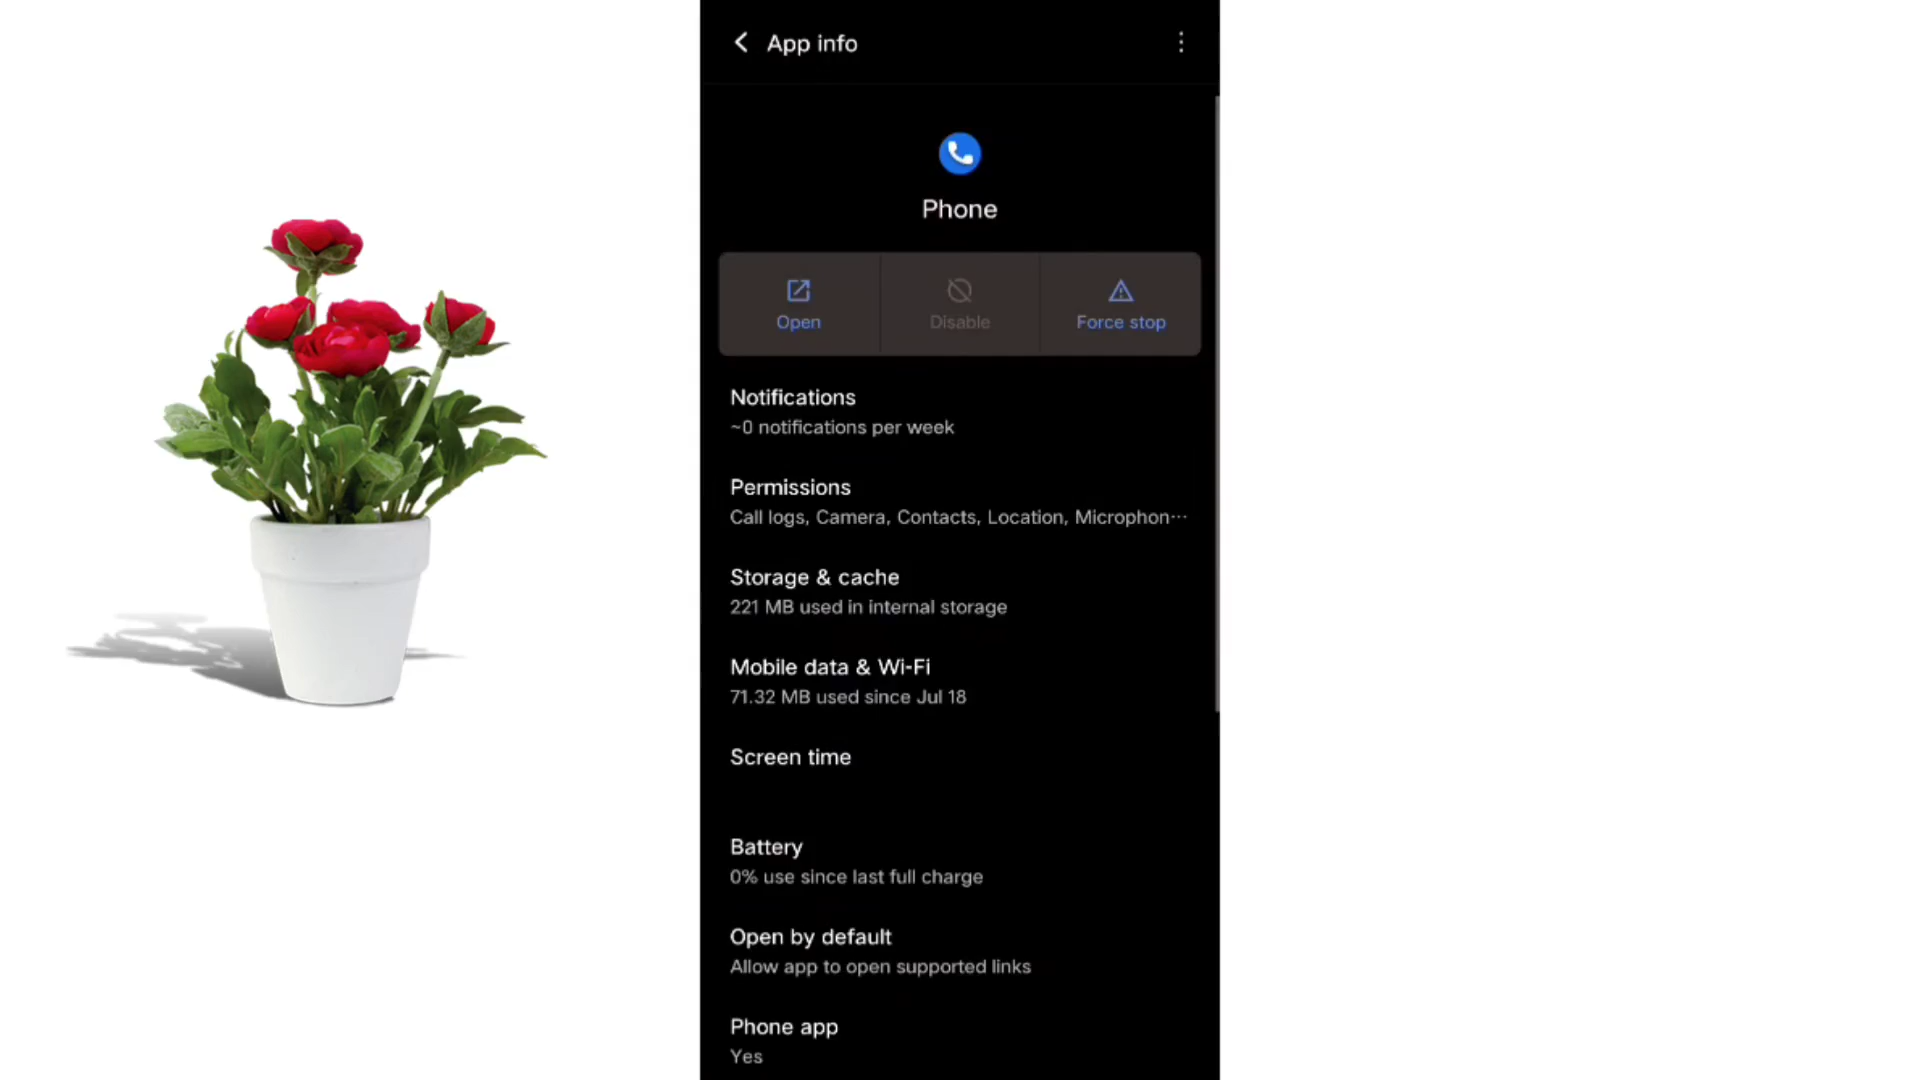 App info
Phone
Open
Disable
Force stop
Notifications
~0 notifications per week
Permissions
Call logs, Camera, Contacts, Location, Microphon···
Storage & cache
221 MB used in internal storage
Mobile data & Wi-Fi
71.32 MB used since Jul 18
Screen time
Battery
0% use since last full charge
Open by default
Allow app to open supported links
Phone app
Yes